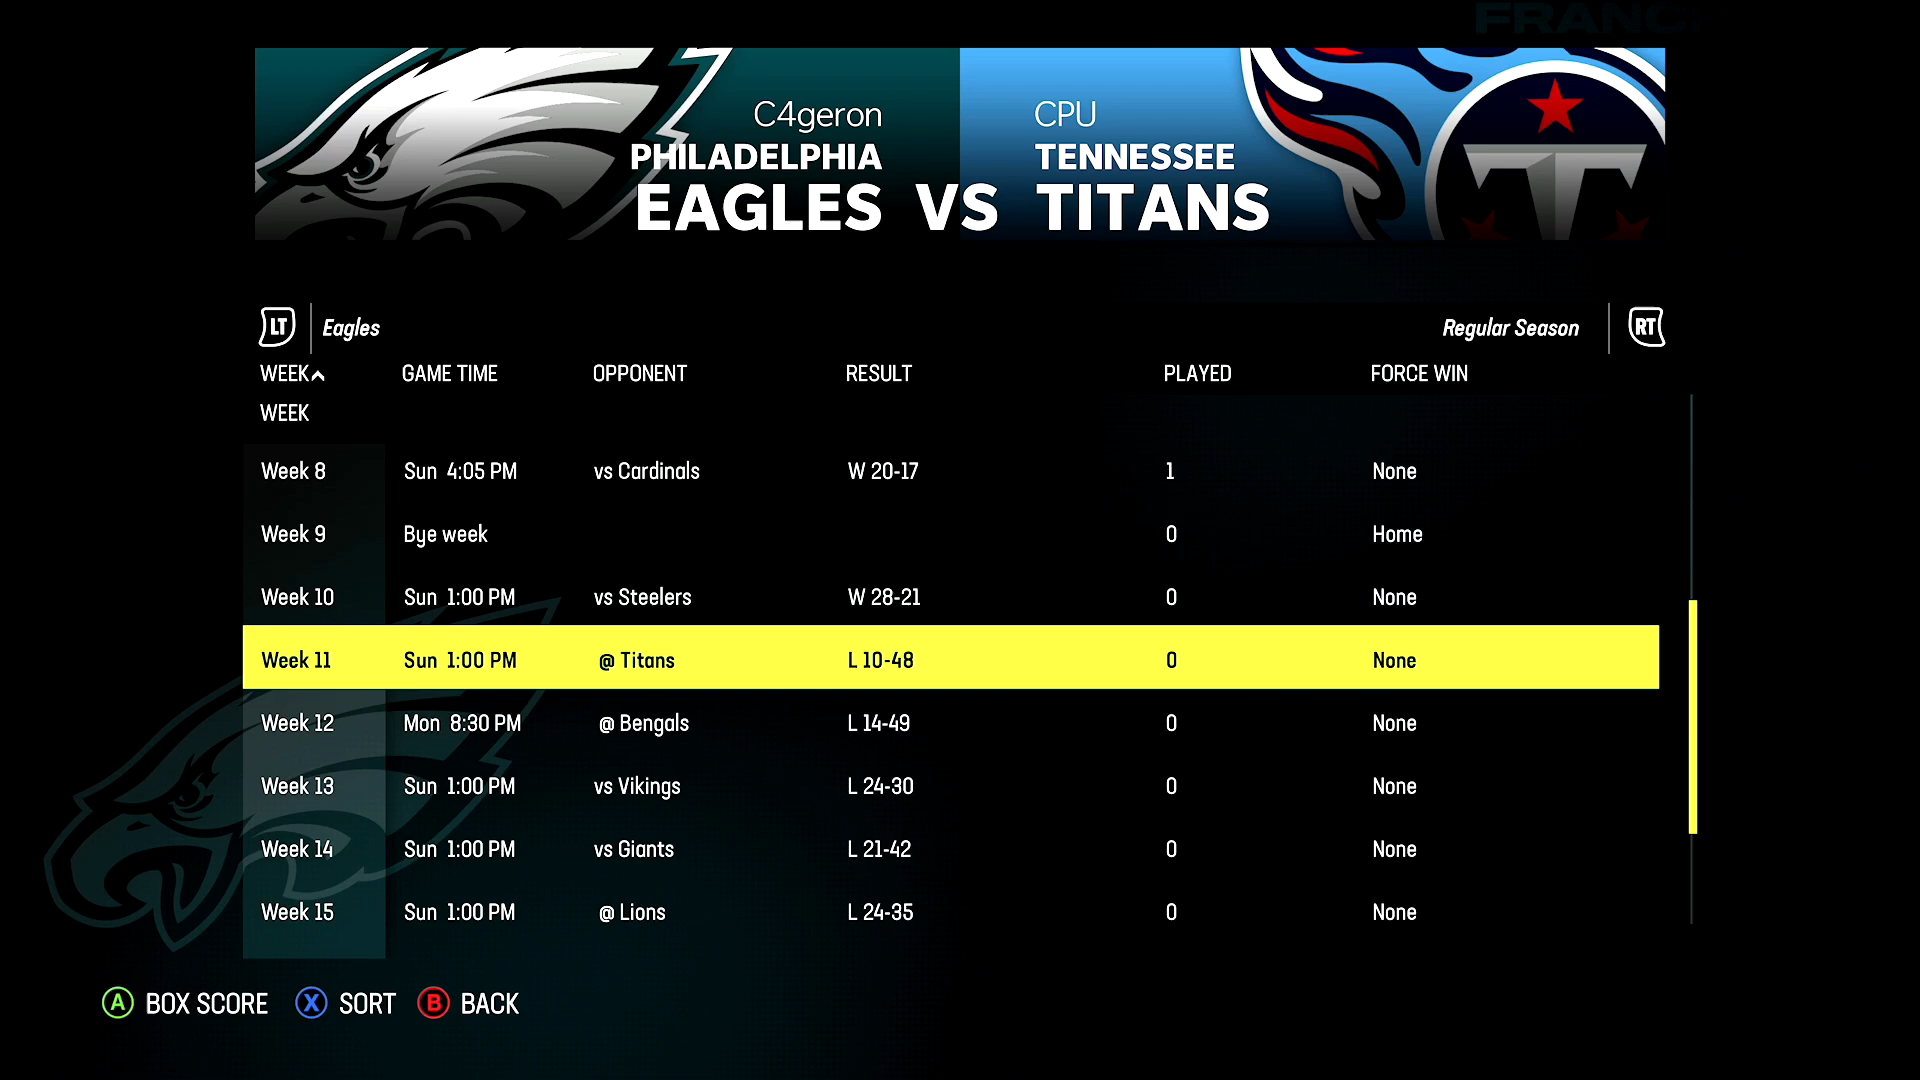 FRANCH
C4geron
PHILADELPHIA
EAGLES VS TITANS
CPU
TENNESSEE
LT Eagles Regular Season RT
WEEK GAME TIME OPPONENT RESULT PLAYED FORCE WIN
WEEK
Week 8 Sun 4:05 PM vs Cardinals W 20-17 1 None
Week 9 Bye week 0 Home
Week 10 Sun 1:00 PM vs Steelers W 28-21 0 None
Week 11 Sun 1:00 PM @ Titans L 10-48 0 None
Week 12 Mon 8:30 PM @ Bengals L 14-49 0 None
Week 13 Sun 1:00 PM vs Vikings L 24-30 0 None
Week 14 Sun 1:00 PM vs Giants L 21-42 0 None
Week 15 Sun 1:00 PM @ Lions L 24-35 0 None
A BOX SCORE X SORT B BACK